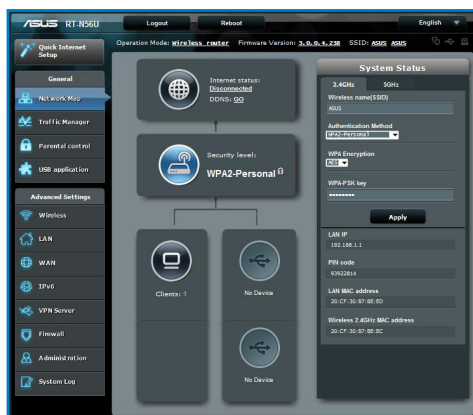 ASUS RT-N56U
Logout
Reboot
English
Quick Internet
Setup
Operation Mode: Wireless router Firmware Version: 3.0.0.4.238 SSID: ASUS ASUS
General
Network Map
Traffic Manager
Parental control
USB application
Advanced Settings
Wireless
LAN
WAN
IPv6
VPN Server
Firewall
Administration
System Log
Internet status:
Disconnected
DDNS: GO
Security level:
WPA2-Personal
Clients: 1
No Device
No Device
System Status
2.4GHz
5GHz
Wireless name(SSID)
ASUS
Authentication Method
WPA2-Personal
WPA Encryption
AES
WPA-PSK key
Apply
LAN IP
192.168.1.1
PIN code
93922814
LAN MAC address
20:CF:30:87:8E:ED
Wireless 2.4GHz MAC address
20:CF:30:87:8E:EC